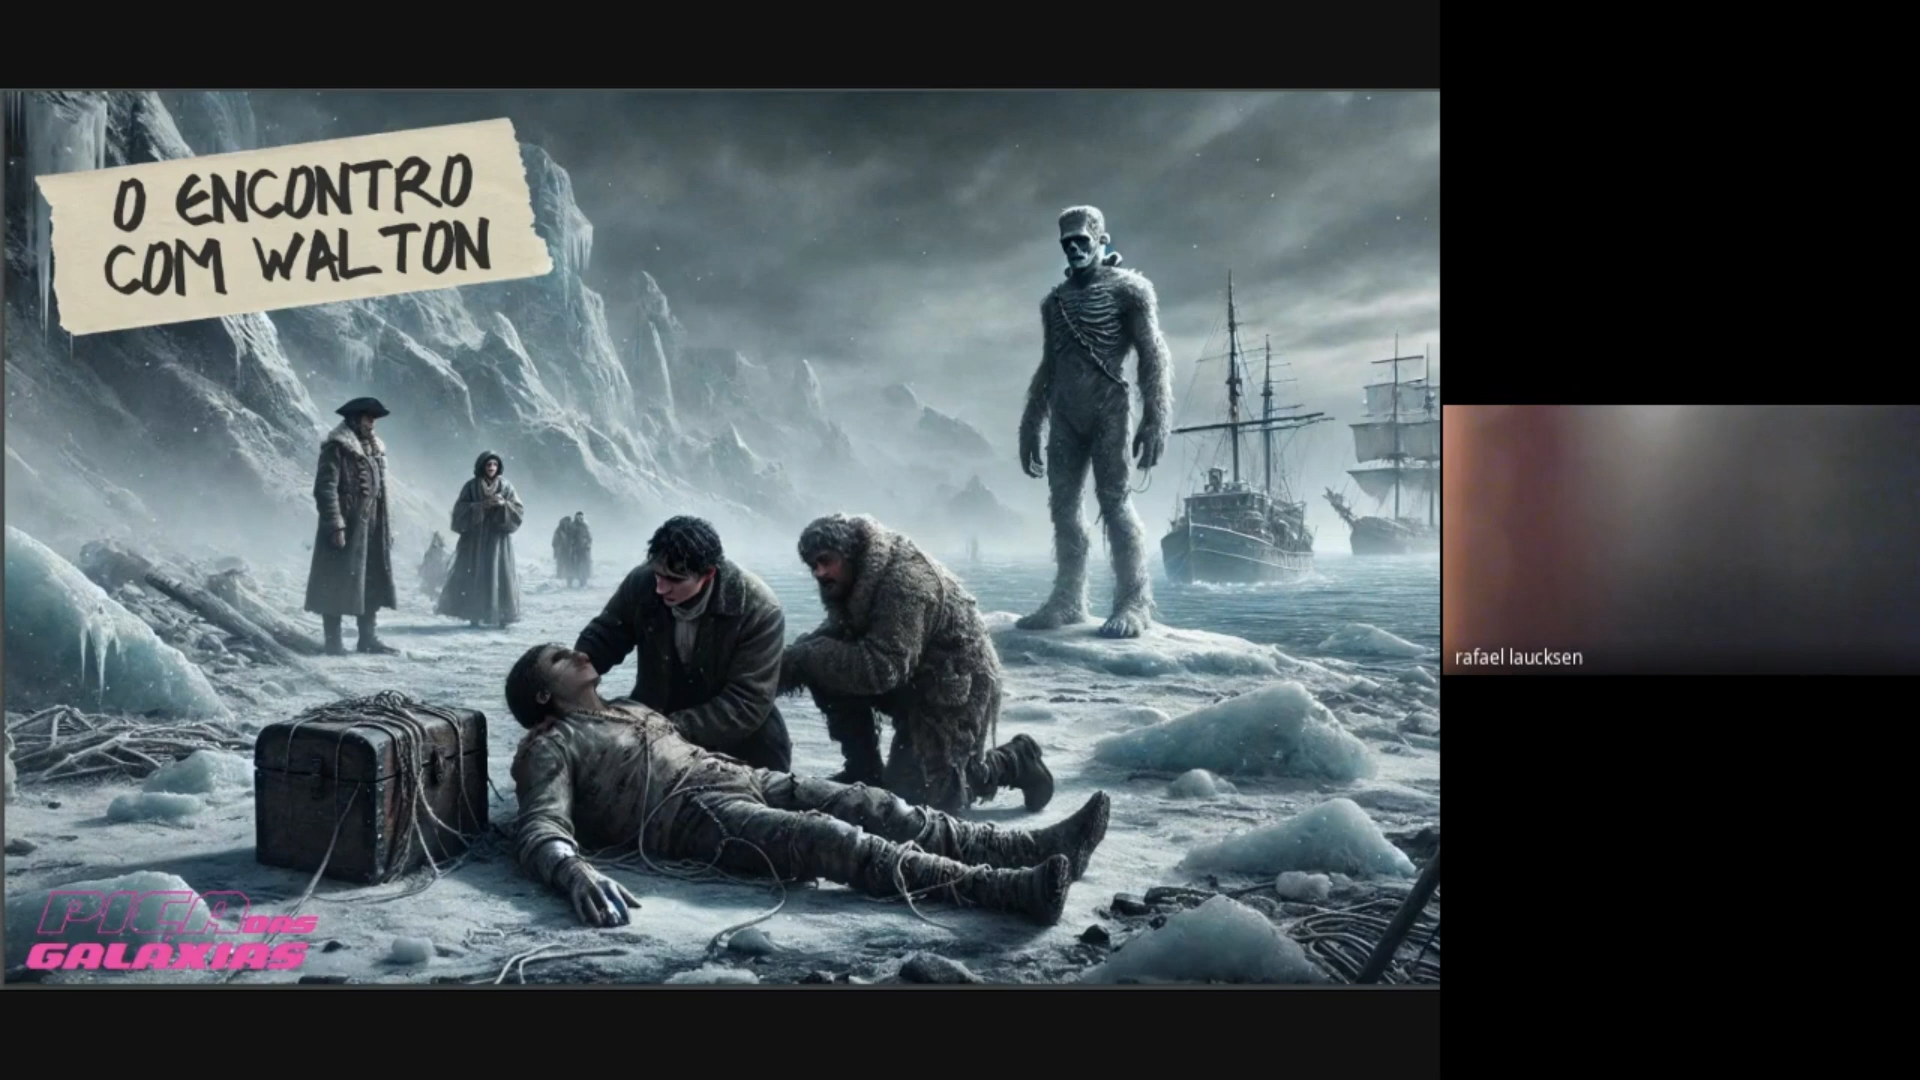 O ENCONTRO
COM WALTON
PICA DAS
GALAXIAS
rafael laucksen